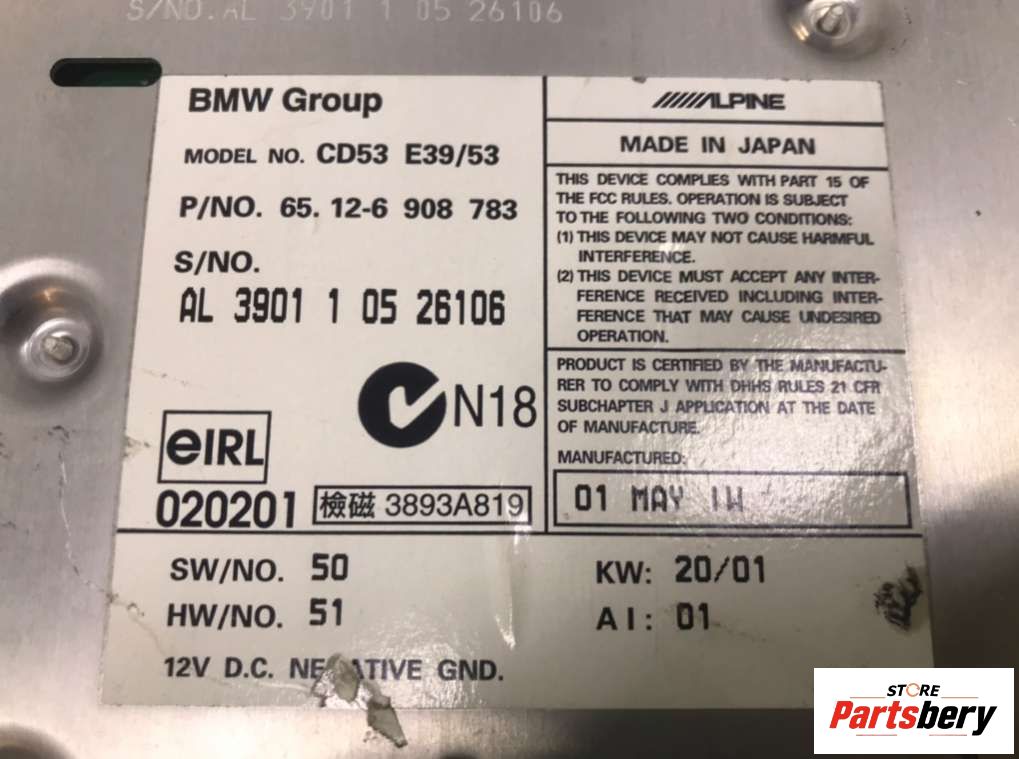 S/NO. AL 3901 1 05 26106
BMW Group
MODEL NO. CD53 E39/53
P/NO. 65. 12-6 908 783
S/NO.
AL 3901 1 05 26106
N18
eIRL
020201
檢磁 3893A819
ALPINE
MADE IN JAPAN
THIS DEVICE COMPLIES WITH PART 15 OF
THE FCC RULES. OPERATION IS SUBJECT
TO THE FOLLOWING TWO CONDITIONS:
(1) THIS DEVICE MAY NOT CAUSE HARMFUL
INTERFERENCE.
(2) THIS DEVICE MUST ACCEPT ANY INTER-
FERENCE RECEIVED INCLUDING INTER-
FERENCE THAT MAY CAUSE UNDESIRED
OPERATION.
PRODUCT IS CERTIFIED BY THE MANUFACTU-
RER TO COMPLY WITH DHHS RULES 21 CFR
SUBCHAPTER J APPLICATION AT THE DATE
OF MANUFACTURE.
MANUFACTURED:
01 MAY 1W
SW/NO. 50
HW/NO. 51
12V D.C. NEGATIVE GND.
KW: 20/01
AI: 01
STORE
Partsbery